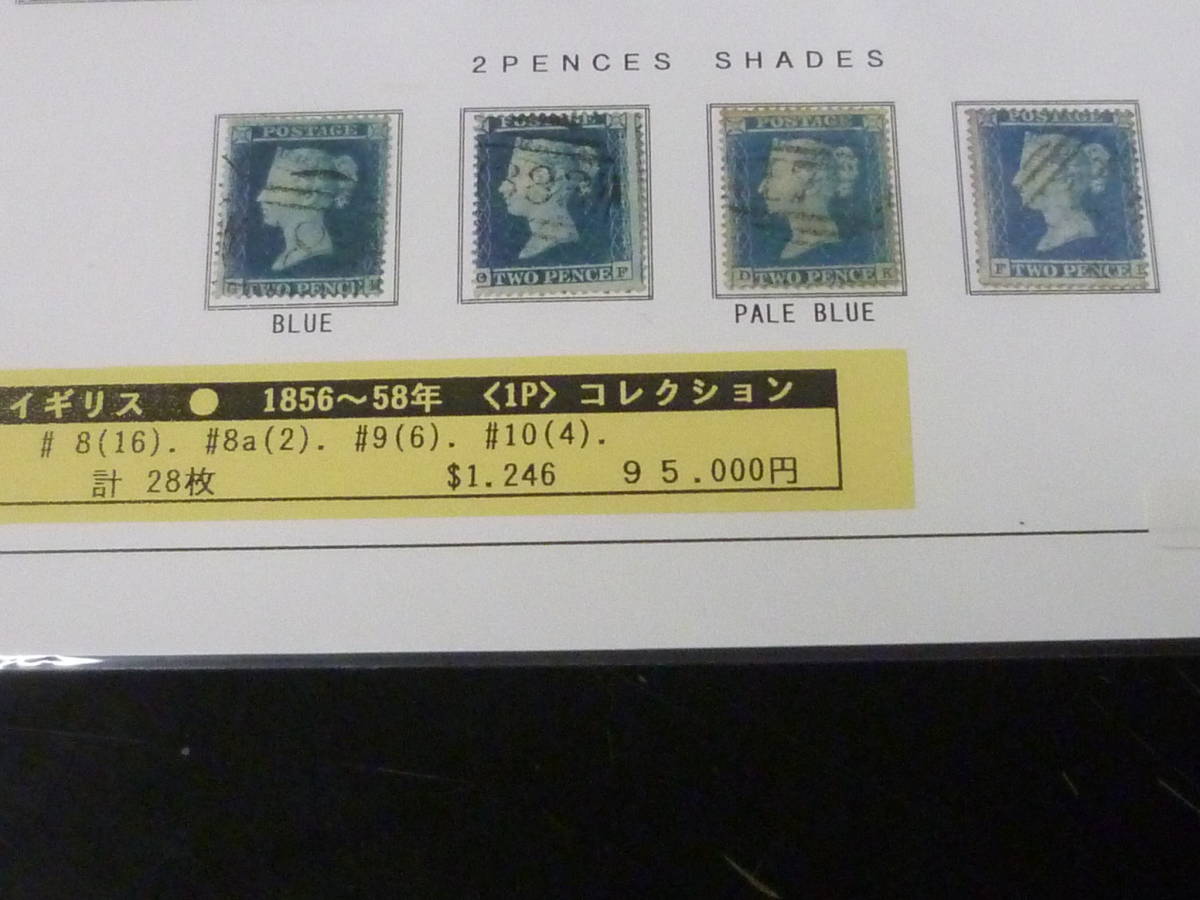 2PENCES SHADES
POSTAGE
TWO PENCE
POSTAGE
883
O TWO PENCE F
POSTAGE
D TWO PENCE K
POSTAGE
F TWO PENCE
BLUE
PALE BLUE
イギリス ● 1856〜58年 <1P> コレクション
# 8(16). #8a(2). #9(6). #10(4).
計 28枚 $1.246 95.000円